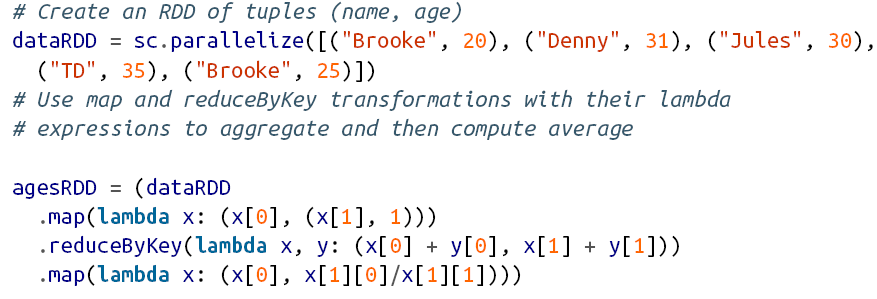 # Create an RDD of tuples (name, age)
dataRDD = sc.parallelize([("Brooke", 20), ("Denny", 31), ("Jules", 30),
  ("TD", 35), ("Brooke", 25)])
# Use map and reduceByKey transformations with their lambda
# expressions to aggregate and then compute average

agesRDD = (dataRDD
  .map(lambda x: (x[0], (x[1], 1)))
  .reduceByKey(lambda x, y: (x[0] + y[0], x[1] + y[1]))
  .map(lambda x: (x[0], x[1][0]/x[1][1])))